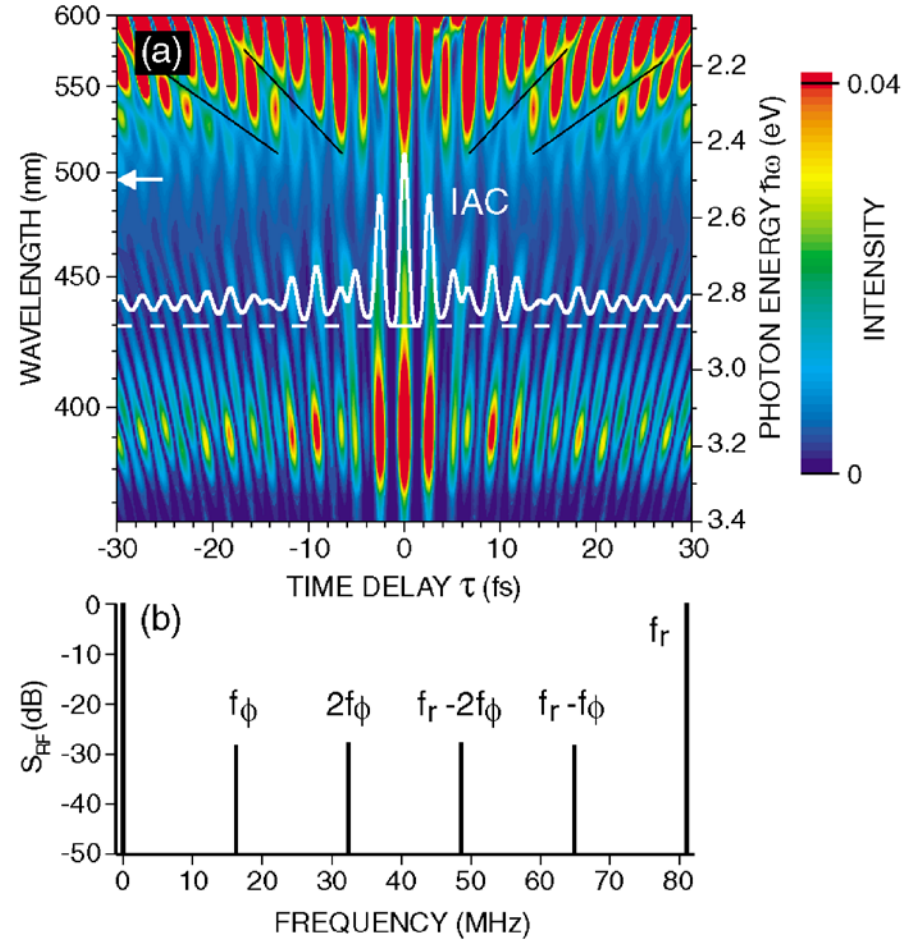 (a)
IAC
600
550
500
450
400
WAVELENGTH (nm)
2.2
2.4
2.6
2.8
3.0
3.2
3.4
PHOTON ENERGY ħω (eV)
0.04
0
INTENSITY
-30 -20 -10 0 10 20 30
TIME DELAY τ (fs)
(b)
0
-10
-20
-30
-40
-50
S_RF (dB)
f_ϕ 2f_ϕ f_r -2f_ϕ f_r -f_ϕ f_r
0 10 20 30 40 50 60 70 80
FREQUENCY (MHz)